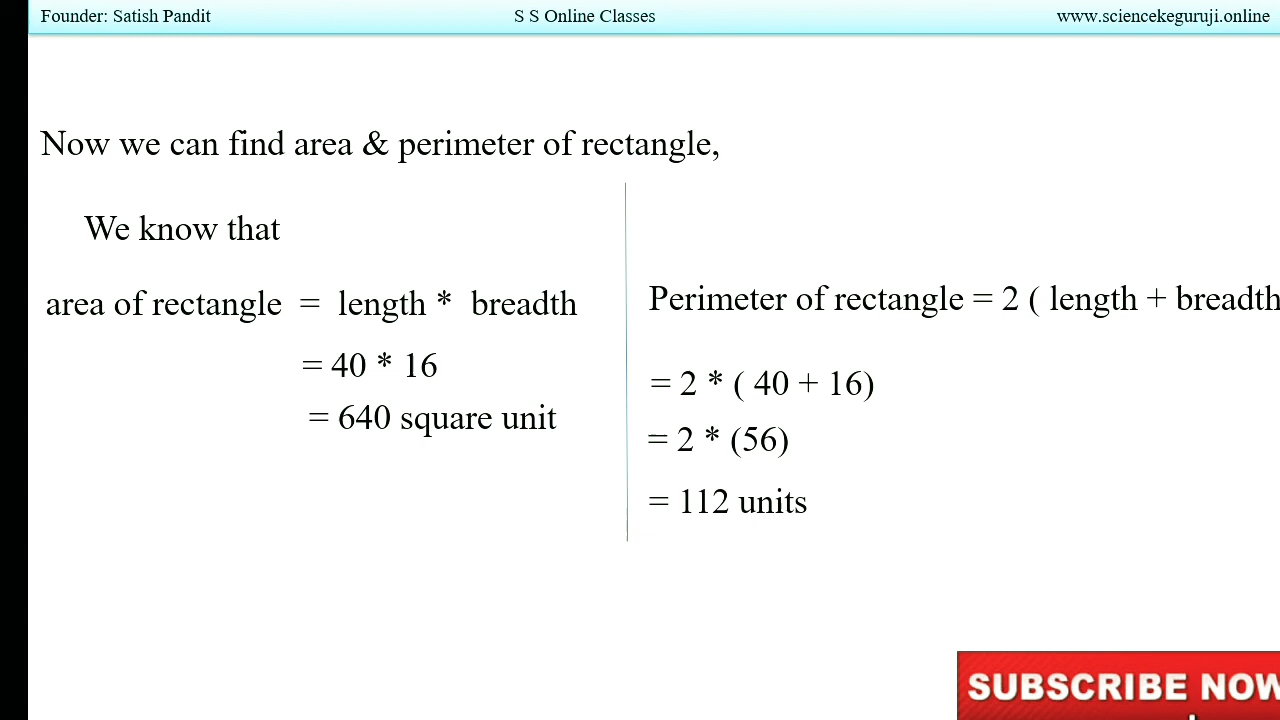 Founder: Satish Pandit
S S Online Classes
www.sciencekeguruji.online
Now we can find area & perimeter of rectangle,
We know that
area of rectangle = length * breadth
= 40 * 16
= 640 square unit
Perimeter of rectangle = 2 ( length + breadth
= 2 * ( 40 + 16)
= 2 * (56)
= 112 units
SUBSCRIBE NOW